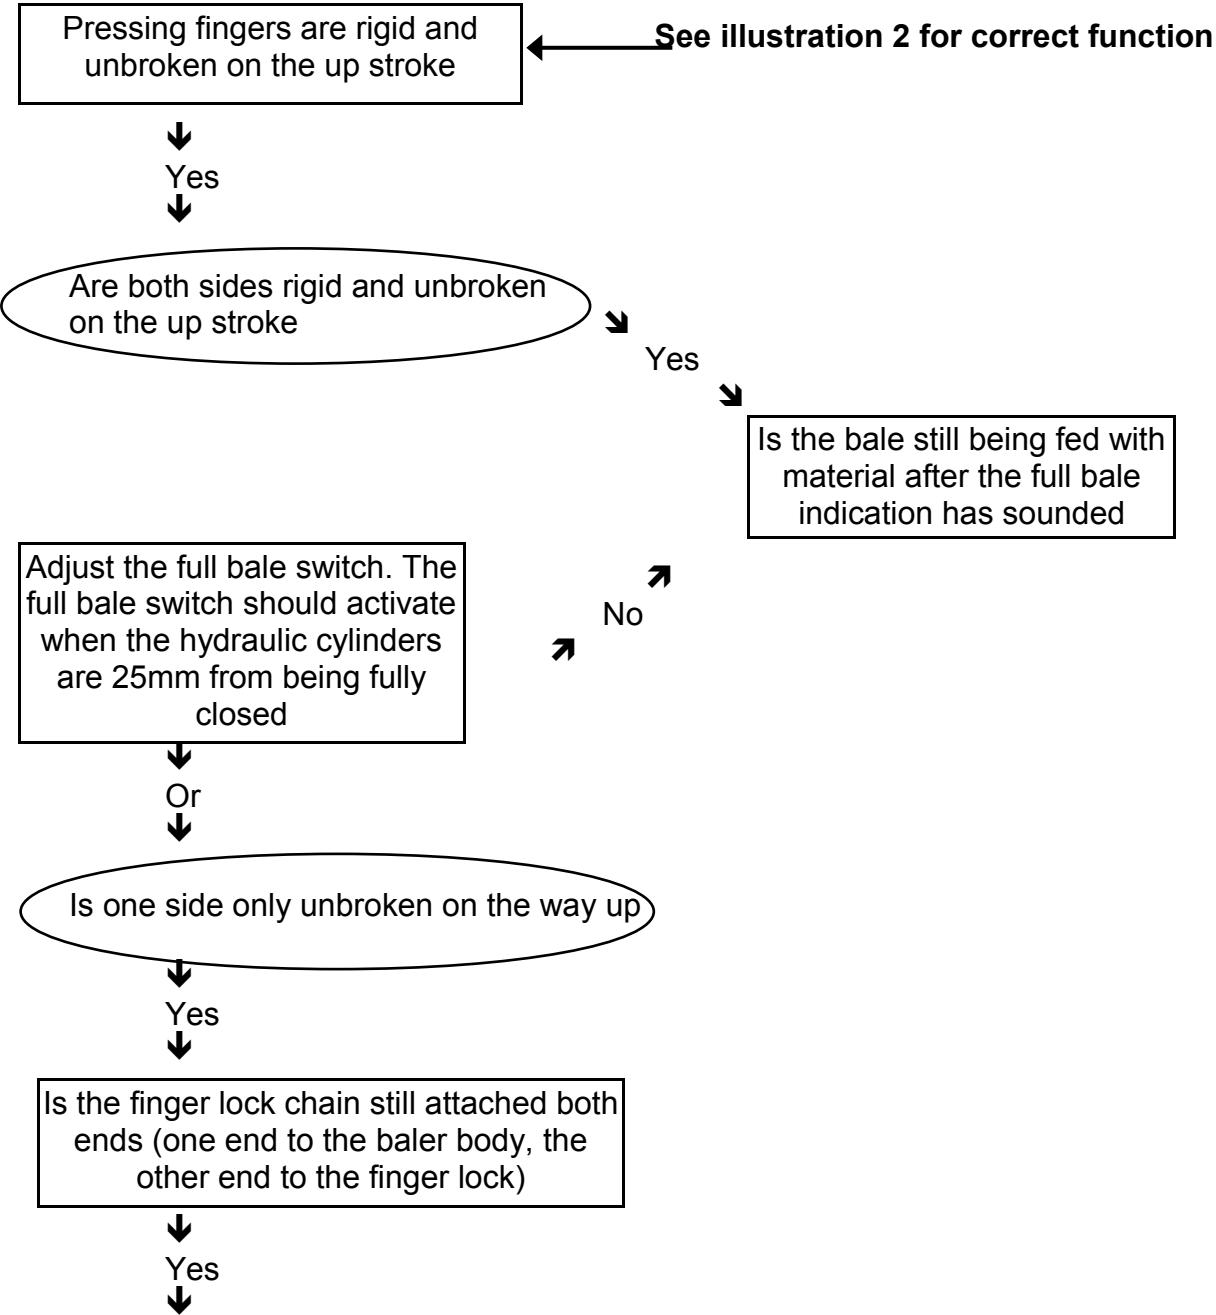 Pressing fingers are rigid and
unbroken on the up stroke
See illustration 2 for correct function
Yes
Are both sides rigid and unbroken
on the up stroke
Yes
Is the bale still being fed with
material after the full bale
indication has sounded
Adjust the full bale switch. The
full bale switch should activate
when the hydraulic cylinders
are 25mm from being fully
closed
No
Or
Is one side only unbroken on the way up
Yes
Is the finger lock chain still attached both
ends (one end to the baler body, the
other end to the finger lock)
Yes